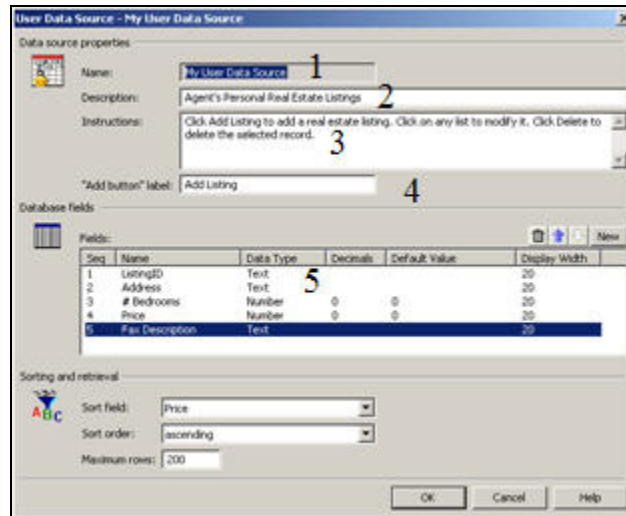 User Data Source - My User Data Source
Data source properties
Name: My User Data Source 1
Description: Agent's Personal Real Estate Listings 2
Instructions: Click Add Listing to add a real estate listing. Click on any list to modify it. Click Delete to
delete the selected record. 3
"Add button" label: Add Listing 4
Database fields
Fields: New
Seq Name Data Type Decimals Default Value Display Width
1 ListingID Text 5 20
2 Address Text 20
3 # Bedrooms Number 0 0 20
4 Price Number 0 0 20
5 Fax Description Text 20
Sorting and retrieval
ABC
Sort field: Price
Sort order: ascending
Maximum rows: 200
OK Cancel Help